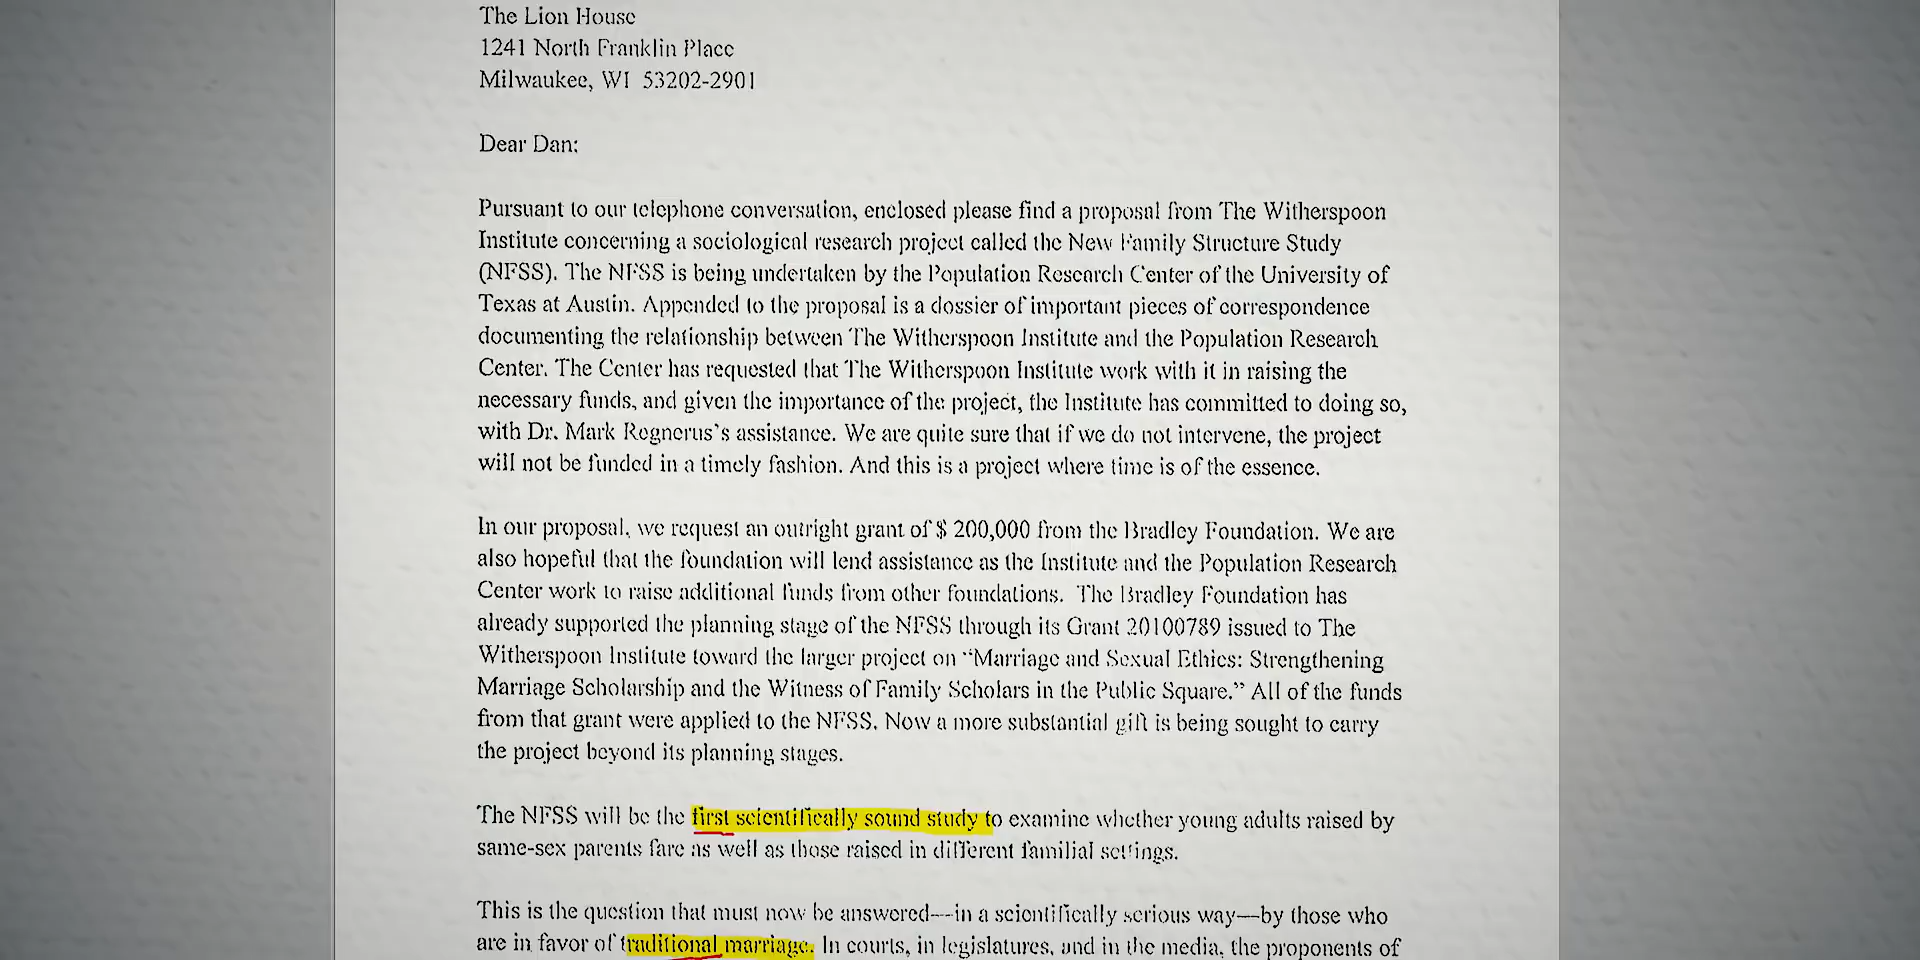 The Lion House
1241 North Franklin Place
Milwaukee, WI  53202-2901
Dear Dan:
Pursuant to our telephone conversation, enclosed please find a proposal from The Witherspoon
Institute concerning a sociological research project called the New Family Structure Study
(NFSS). The NFSS is being undertaken by the Population Research Center of the University of
Texas at Austin. Appended to the proposal is a dossier of important pieces of correspondence
documenting the relationship between The Witherspoon Institute and the Population Research
Center. The Center has requested that The Witherspoon Institute work with it in raising the
necessary funds, and given the importance of the project, the Institute has committed to doing so,
with Dr. Mark Regnerus's assistance. We are quite sure that if we do not intervene, the project
will not be funded in a timely fashion. And this is a project where time is of the essence.
In our proposal, we request an outright grant of $ 200,000 from the Bradley Foundation. We are
also hopeful that the foundation will lend assistance as the Institute and the Population Research
Center work to raise additional funds from other foundations.  The Bradley Foundation has
already supported the planning stage of the NFSS through its Grant 20100789 issued to The
Witherspoon Institute toward the larger project on “Marriage and Sexual Ethics: Strengthening
Marriage Scholarship and the Witness of Family Scholars in the Public Square.” All of the funds
from that grant were applied to the NFSS. Now a more substantial gift is being sought to carry
the project beyond its planning stages.
The NFSS will be the first scientifically sound study to examine whether young adults raised by
same-sex parents fare as well as those raised in different familial settings.
This is the question that must now be answered—in a scientifically serious way—by those who
are in favor of traditional marriage. In courts, in legislatures, and in the media, the proponents of